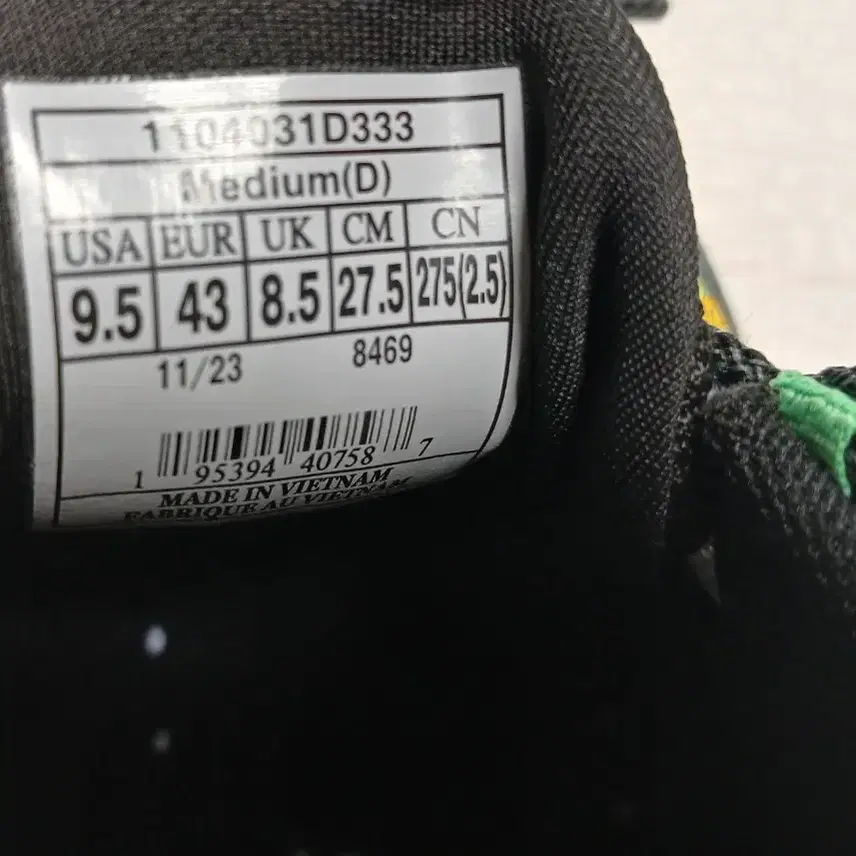 1104031D333
Medium(D)
USA EUR UK CM CN
9.5 43 8.5 27.5 275(2.5)
11/23 8469
1 95394 40758 7
MADE IN VIETNAM
FABRIQUE AU VIETNAM